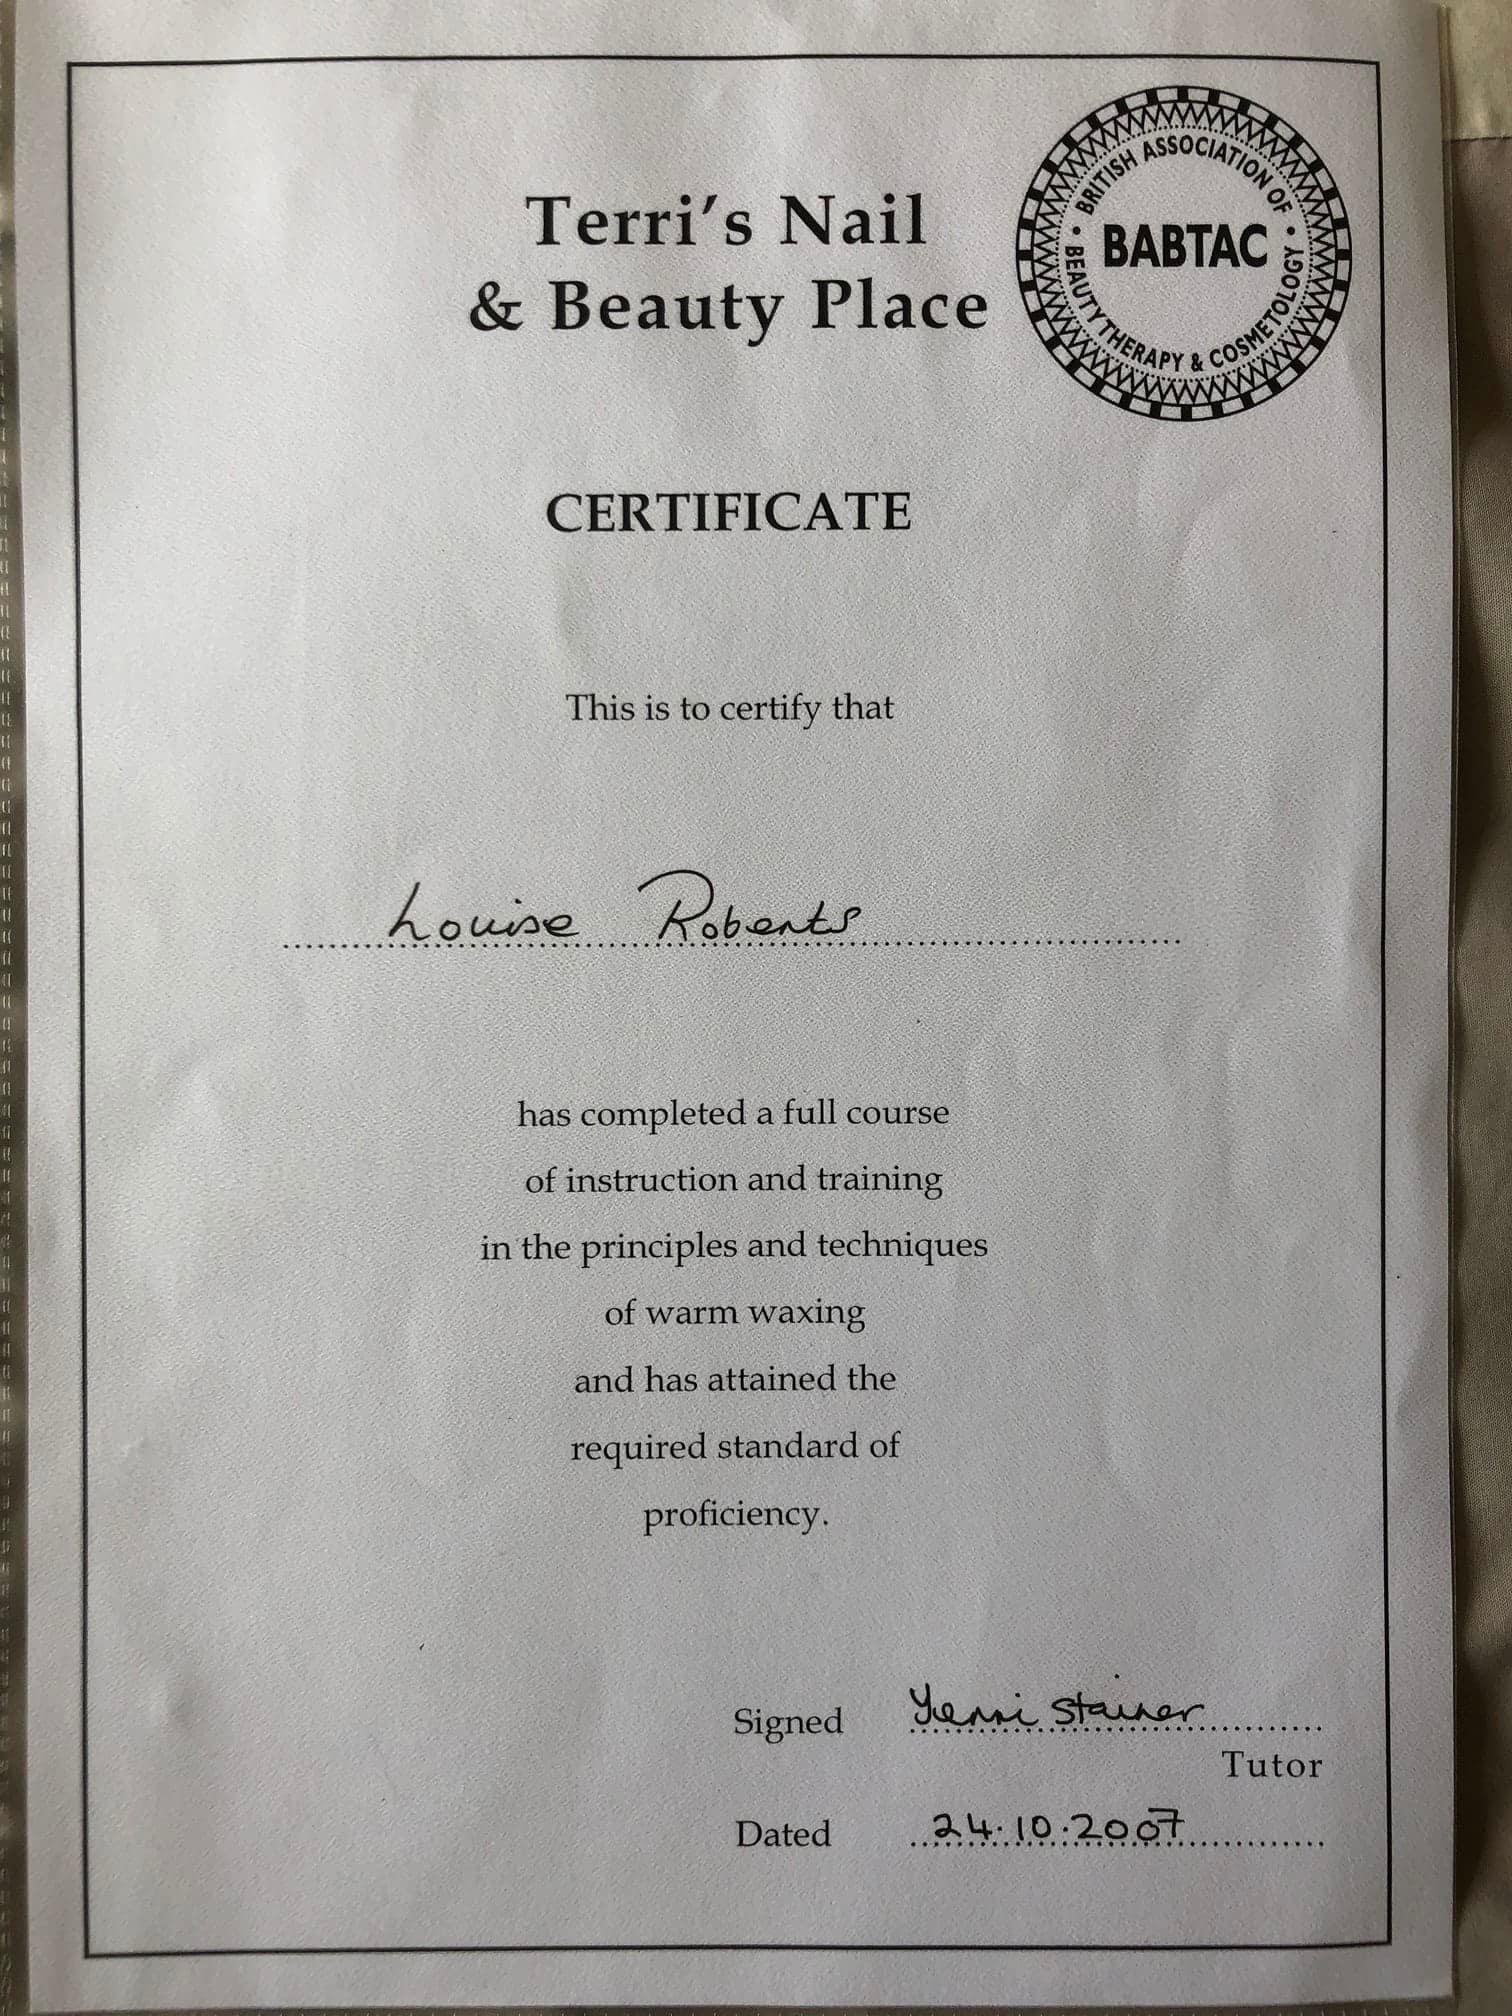 Terri's Nail
& Beauty Place
BRITISH ASSOCIATION OF
BABTAC
BEAUTY THERAPY & COSMETOLOGY
CERTIFICATE
This is to certify that
Louise Roberts
has completed a full course
of instruction and training
in the principles and techniques
of warm waxing
and has attained the
required standard of
proficiency.
Signed Terri Stainer
Tutor
Dated 24.10.2007